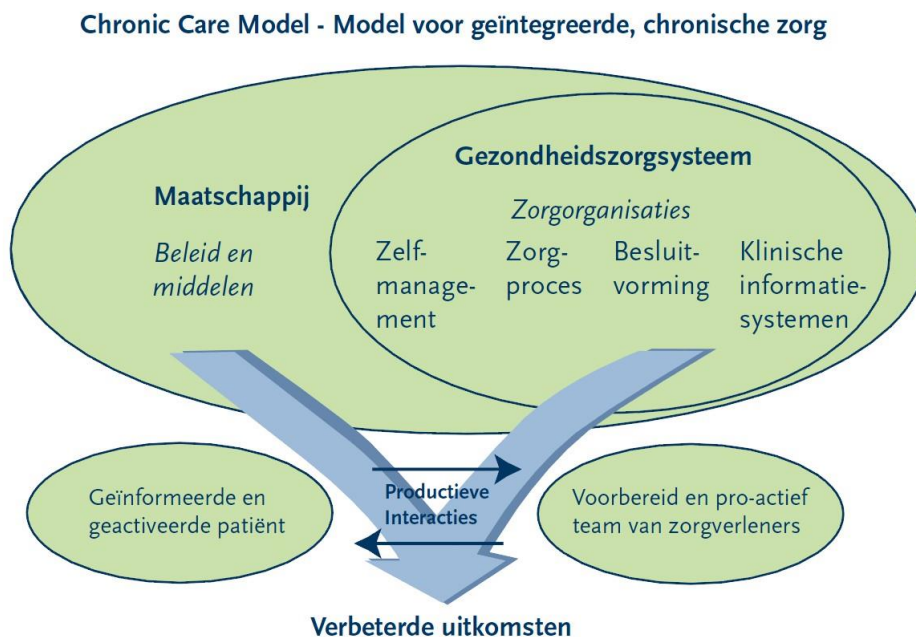 Chronic Care Model - Model voor geïntegreerde, chronische zorg
Gezondheidszorgsysteem
Maatschappij
Zorgorganisaties
Beleid en
middelen
Zelf-
manage-
ment
Zorg-
proces
Besluit-
vorming
Klinische
informatie-
systemen
Geïnformeerde en
geactiveerde patiënt
Productieve
Interacties
Voorbereid en pro-actief
team van zorgverleners
Verbeterde uitkomsten